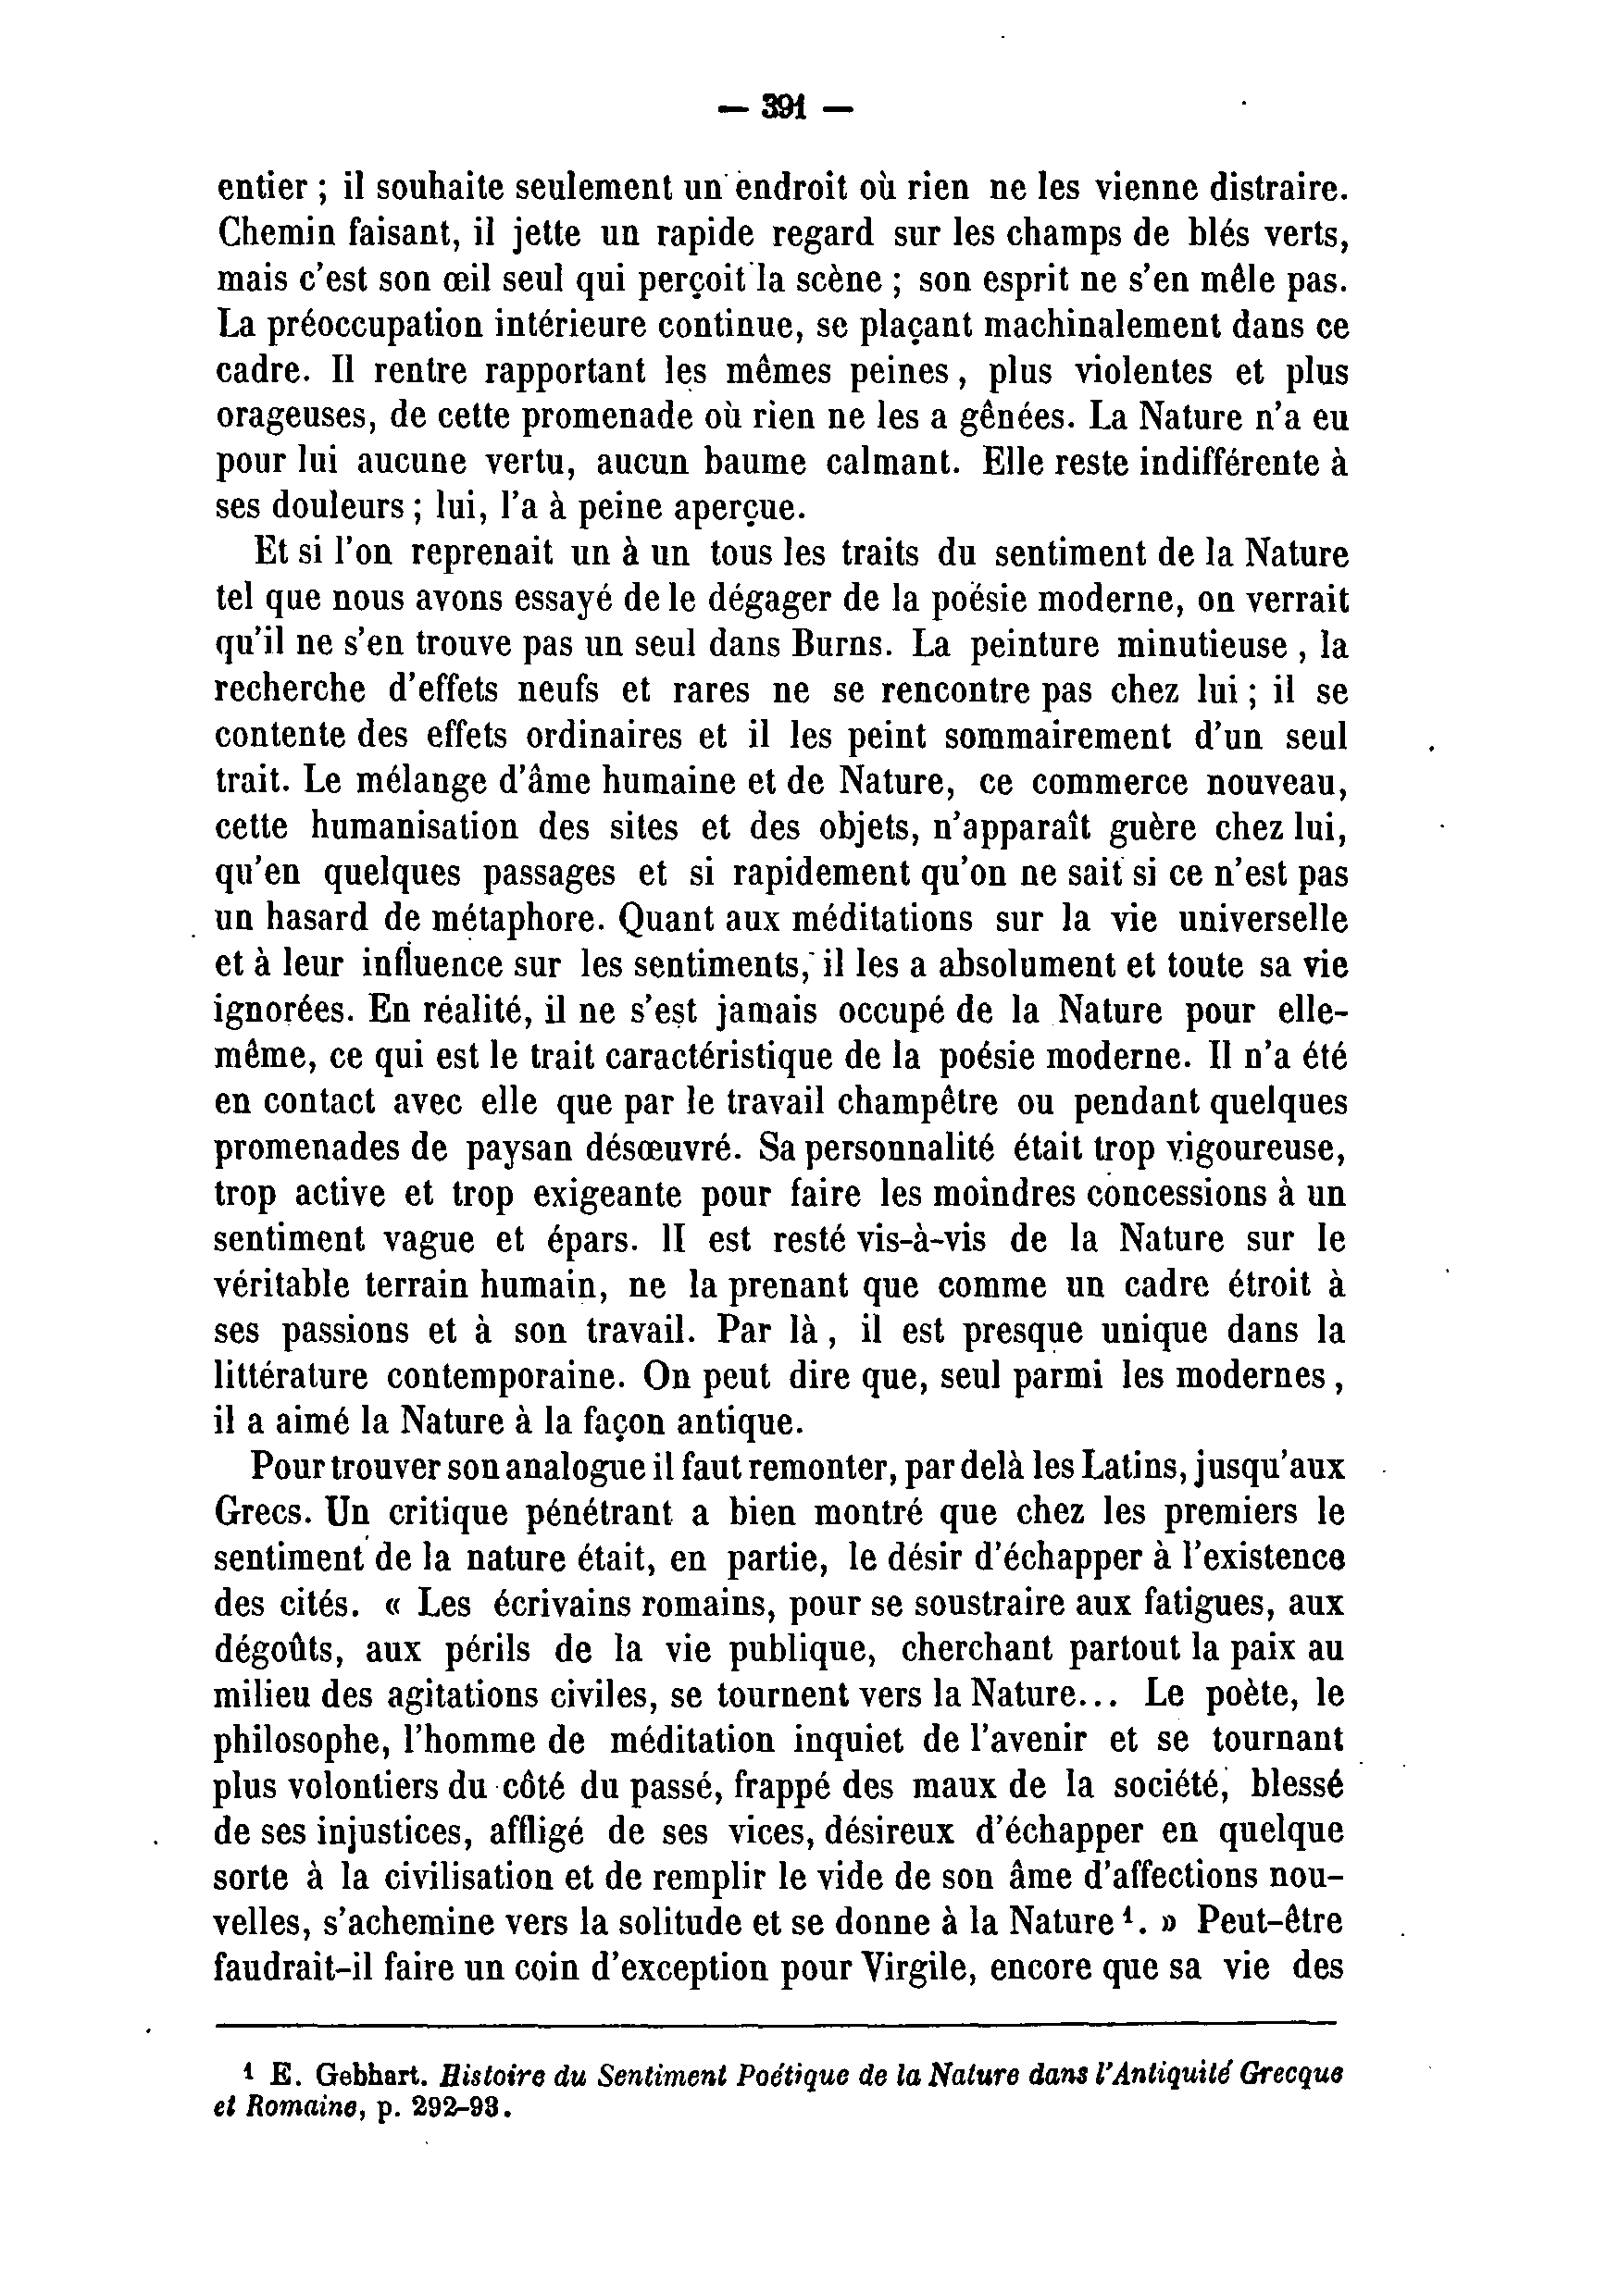 — 391 —
entier ; il souhaite seulement un endroit où rien ne les vienne distraire.
Chemin faisant, il jette un rapide regard sur les champs de blés verts,
mais c'est son œil seul qui perçoit la scène ; son esprit ne s'en mêle pas.
La préoccupation intérieure continue, se plaçant machinalement dans ce
cadre. Il rentre rapportant les mêmes peines, plus violentes et plus
orageuses, de cette promenade où rien ne les a gênées. La Nature n'a eu
pour lui aucune vertu, aucun baume calmant. Elle reste indifférente à
ses douleurs ; lui, l'a à peine aperçue.
Et si l'on reprenait un à un tous les traits du sentiment de la Nature
tel que nous avons essayé de le dégager de la poésie moderne, on verrait
qu'il ne s'en trouve pas un seul dans Burns. La peinture minutieuse, la
recherche d'effets neufs et rares ne se rencontre pas chez lui ; il se
contente des effets ordinaires et il les peint sommairement d'un seul
trait. Le mélange d'âme humaine et de Nature, ce commerce nouveau,
cette humanisation des sites et des objets, n'apparaît guère chez lui,
qu'en quelques passages et si rapidement qu'on ne sait si ce n'est pas
un hasard de métaphore. Quant aux méditations sur la vie universelle
et à leur influence sur les sentiments, il les a absolument et toute sa vie
ignorées. En réalité, il ne s'est jamais occupé de la Nature pour elle-
même, ce qui est le trait caractéristique de la poésie moderne. Il n'a été
en contact avec elle que par le travail champêtre ou pendant quelques
promenades de paysan désœuvré. Sa personnalité était trop vigoureuse,
trop active et trop exigeante pour faire les moindres concessions à un
sentiment vague et épars. Il est resté vis-à-vis de la Nature sur le
véritable terrain humain, ne la prenant que comme un cadre étroit à
ses passions et à son travail. Par là, il est presque unique dans la
littérature contemporaine. On peut dire que, seul parmi les modernes,
il a aimé la Nature à la façon antique.
Pour trouver son analogue il faut remonter, par delà les Latins, jusqu'aux
Grecs. Un critique pénétrant a bien montré que chez les premiers le
sentiment de la nature était, en partie, le désir d'échapper à l'existence
des cités. « Les écrivains romains, pour se soustraire aux fatigues, aux
dégoûts, aux périls de la vie publique, cherchant partout la paix au
milieu des agitations civiles, se tournent vers la Nature... Le poète, le
philosophe, l'homme de méditation inquiet de l'avenir et se tournant
plus volontiers du côté du passé, frappé des maux de la société, blessé
de ses injustices, affligé de ses vices, désireux d'échapper en quelque
sorte à la civilisation et de remplir le vide de son âme d'affections nou-
velles, s'achemine vers la solitude et se donne à la Nature ¹. » Peut-être
faudrait-il faire un coin d'exception pour Virgile, encore que sa vie des
¹ E. Gebhart. Histoire du Sentiment Poétique de la Nature dans l'Antiquité Grecque
et Romaine, p. 292-93.